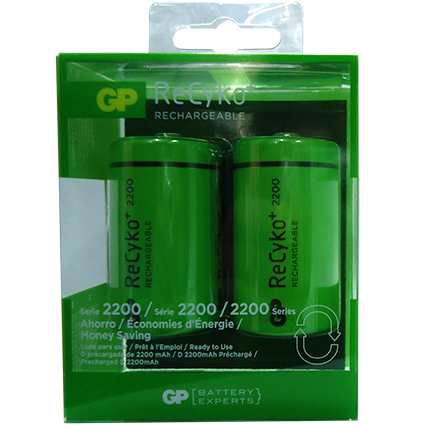 GP ReCyko+
RECHARGEABLE
GP ReCyko+ 2200
RECHARGEABLE
GP ReCyko+ 2200
RECHARGEABLE
Serie 2200 / Série 2200 / 2200 Series
Ahorro / Économies d'Énergie /
Money Saving
Lista para usar / Prêt à l'Emploi / Ready to Use
D precargada de 2200 mAh / D 2200mAh Préchargé /
Precharged D 2200mAh
GP [BATTERY
EXPERTS]